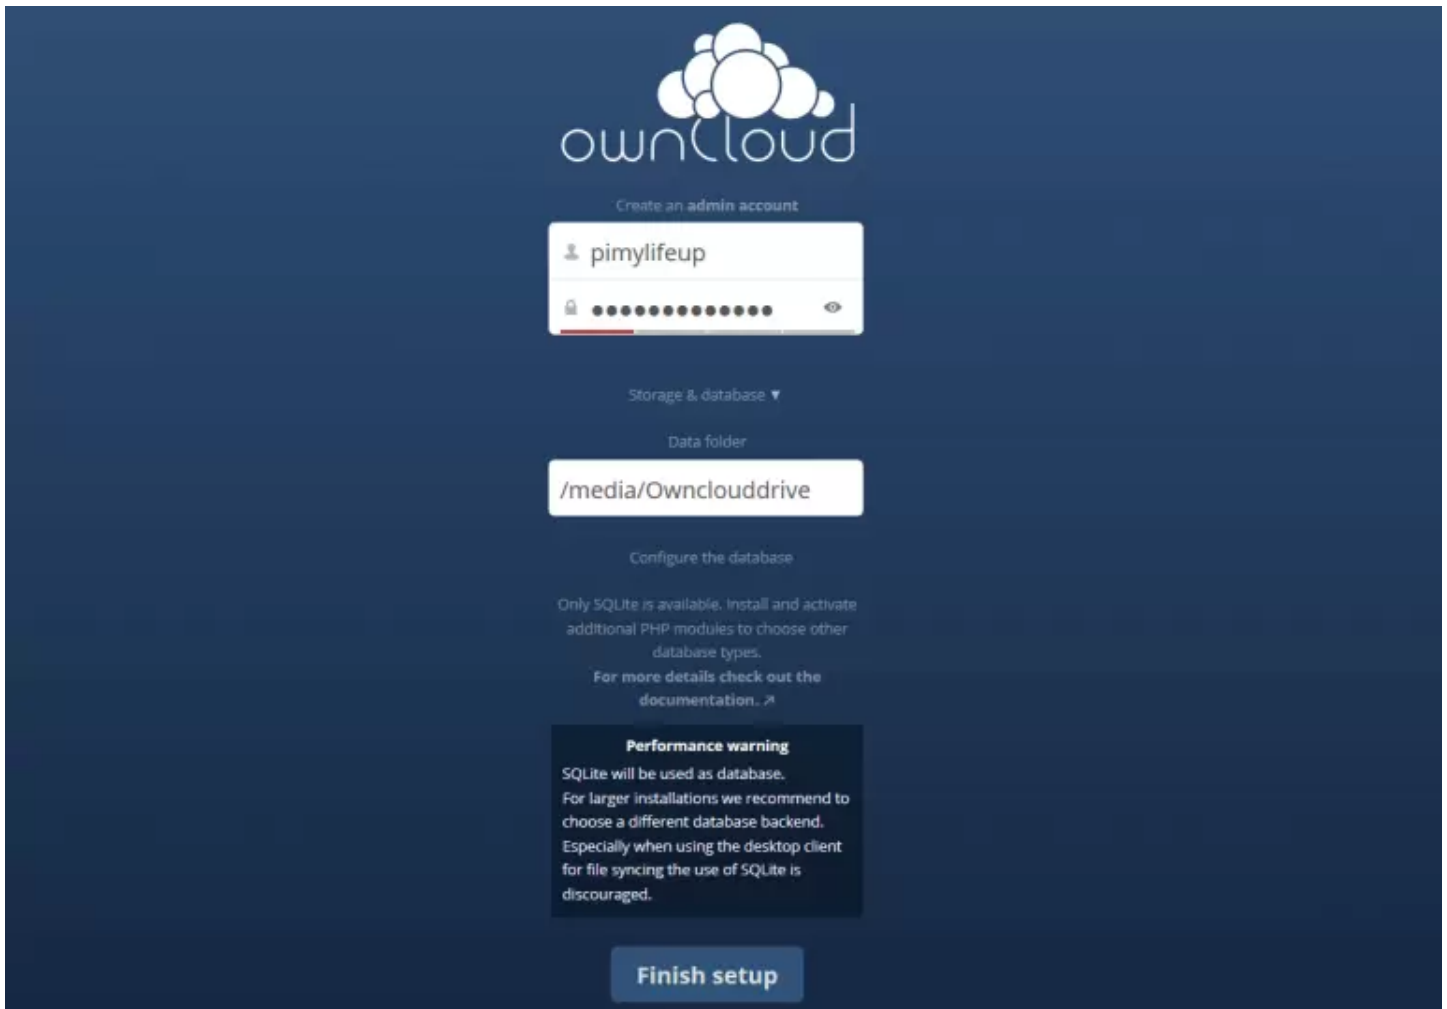 ownCloud
Create an admin account
pimylifeup
●●●●●●●●●●●●●
Storage & database ▼
Data folder
/media/Ownclouddrive
Configure the database
Only SQLite is available. Install and activate
additional PHP modules to choose other
database types.
For more details check out the
documentation. ↗
Performance warning
SQLite will be used as database.
For larger installations we recommend to
choose a different database backend.
Especially when using the desktop client
for file syncing the use of SQLite is
discouraged.
Finish setup